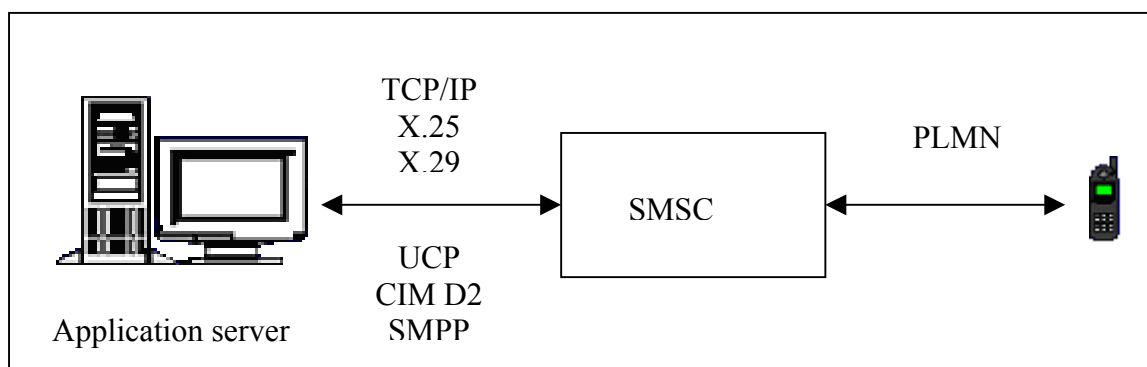 TCP/IP
X.25
X.29
PLMN
SMSC
UCP
CIM D2
SMPP
Application server